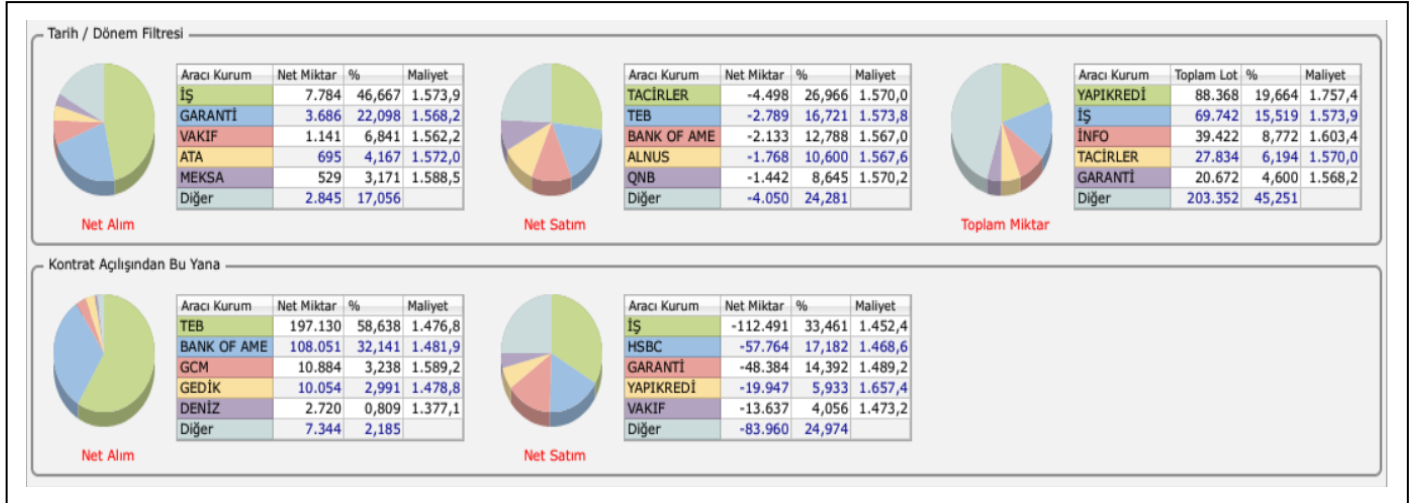 Tarih / Dönem Filtresi
Aracı Kurum Net Miktar % Maliyet
İŞ 7.784 46,667 1.573,9
GARANTİ 3.686 22,098 1.568,2
VAKIF 1.141 6,841 1.562,2
ATA 695 4,167 1.572,0
MEKSA 529 3,171 1.588,5
Diğer 2.845 17,056
Net Alım
Aracı Kurum Net Miktar % Maliyet
TACİRLER -4.498 26,966 1.570,0
TEB -2.789 16,721 1.573,8
BANK OF AME -2.133 12,788 1.567,0
ALNUS -1.768 10,600 1.567,6
QNB -1.442 8,645 1.570,2
Diğer -4.050 24,281
Net Satım
Aracı Kurum Toplam Lot % Maliyet
YAPIKREDİ 88.368 19,664 1.757,4
İŞ 69.742 15,519 1.573,9
İNFO 39.422 8,772 1.603,4
TACİRLER 27.834 6,194 1.570,0
GARANTİ 20.672 4,600 1.568,2
Diğer 203.352 45,251
Toplam Miktar
Kontrat Açılışından Bu Yana
Aracı Kurum Net Miktar % Maliyet
TEB 197.130 58,638 1.476,8
BANK OF AME 108.051 32,141 1.481,9
GCM 10.884 3,238 1.589,2
GEDİK 10.054 2,991 1.478,8
DENİZ 2.720 0,809 1.377,1
Diğer 7.344 2,185
Net Alım
Aracı Kurum Net Miktar % Maliyet
İŞ -112.491 33,461 1.452,4
HSBC -57.764 17,182 1.468,6
GARANTİ -48.384 14,392 1.489,2
YAPIKREDİ -19.947 5,933 1.657,4
VAKIF -13.637 4,056 1.473,2
Diğer -83.960 24,974
Net Satım